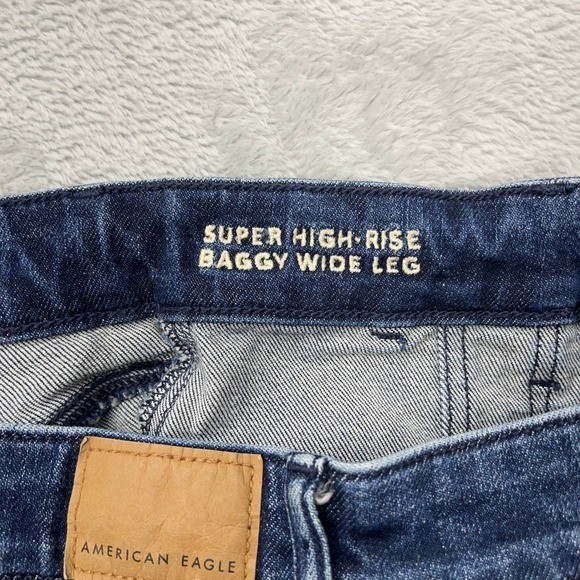 SUPER HIGH-RISE
BAGGY WIDE LEG
AMERICAN EAGLE